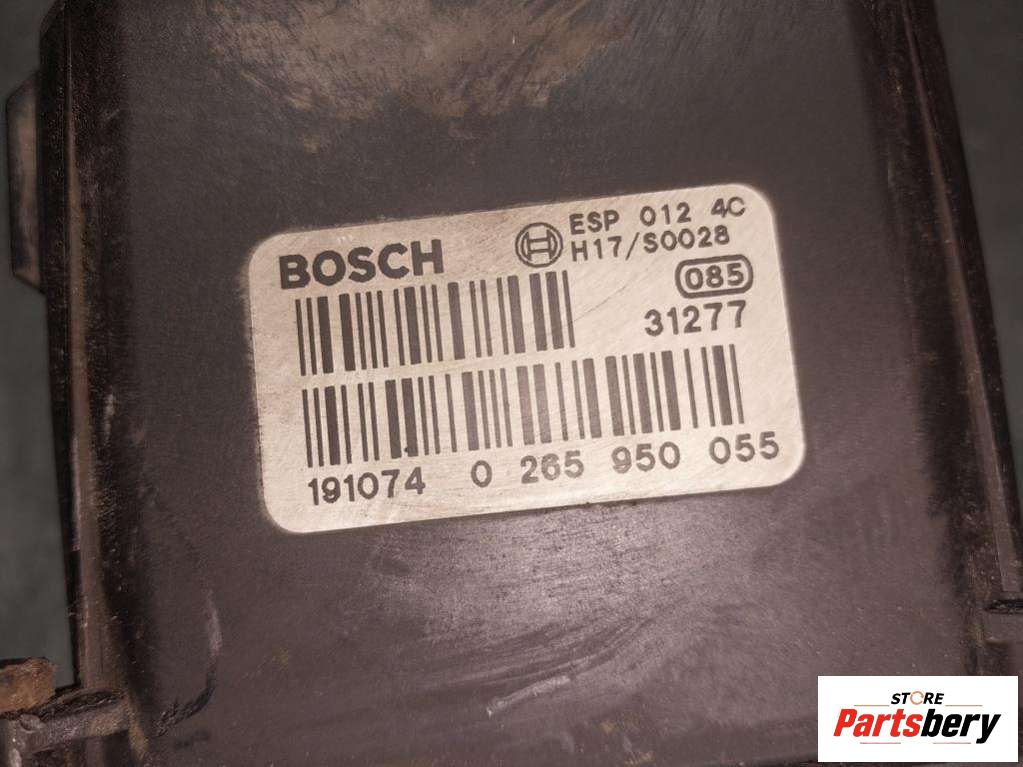 BOSCH
ESP 012 4C
H17/S0028
085
31277
191074 0 265 950 055
STORE
Partsbery